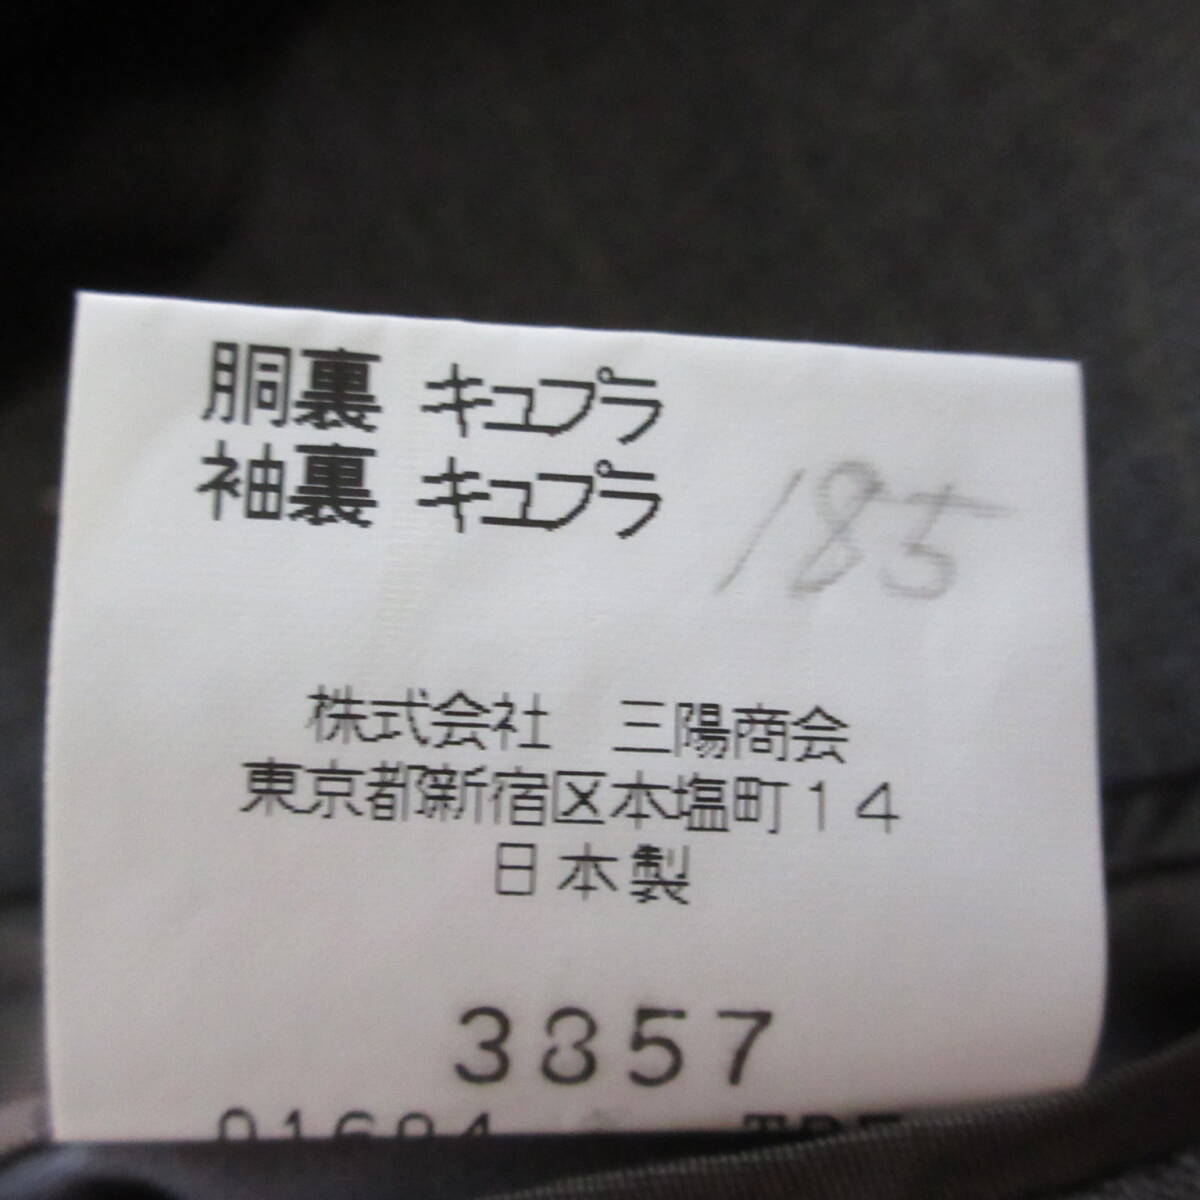 胴裏 キュプラ
袖裏 キュプラ
185
株式会社 三陽商会
東京都新宿区本塩町14
日本製
3857